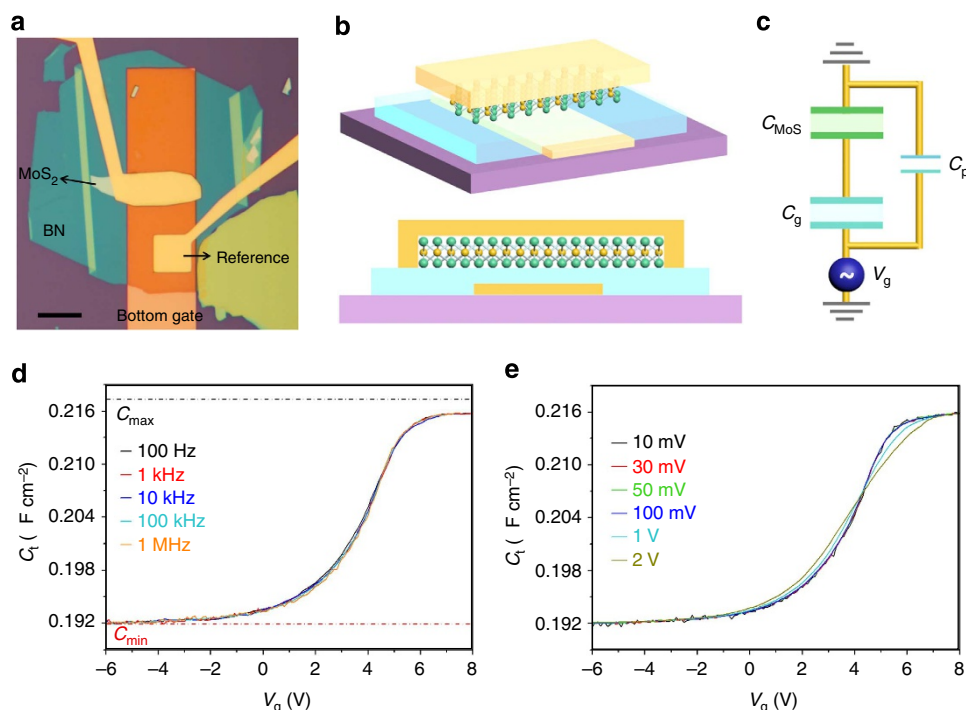 a
MoS2
BN
Reference
Bottom gate
b
c
CMoS
Cg
Cp
~
Vg
d
Ct ( F cm−2)
0.216
0.210
0.204
0.198
0.192
Cmax
100 Hz
1 kHz
10 kHz
100 kHz
1 MHz
Cmin
−6 −4 −2 0 2 4 6 8
Vg (V)
e
Ct ( F cm−2)
0.216
0.210
0.204
0.198
0.192
10 mV
30 mV
50 mV
100 mV
1 V
2 V
−6 −4 −2 0 2 4 6 8
Vg (V)